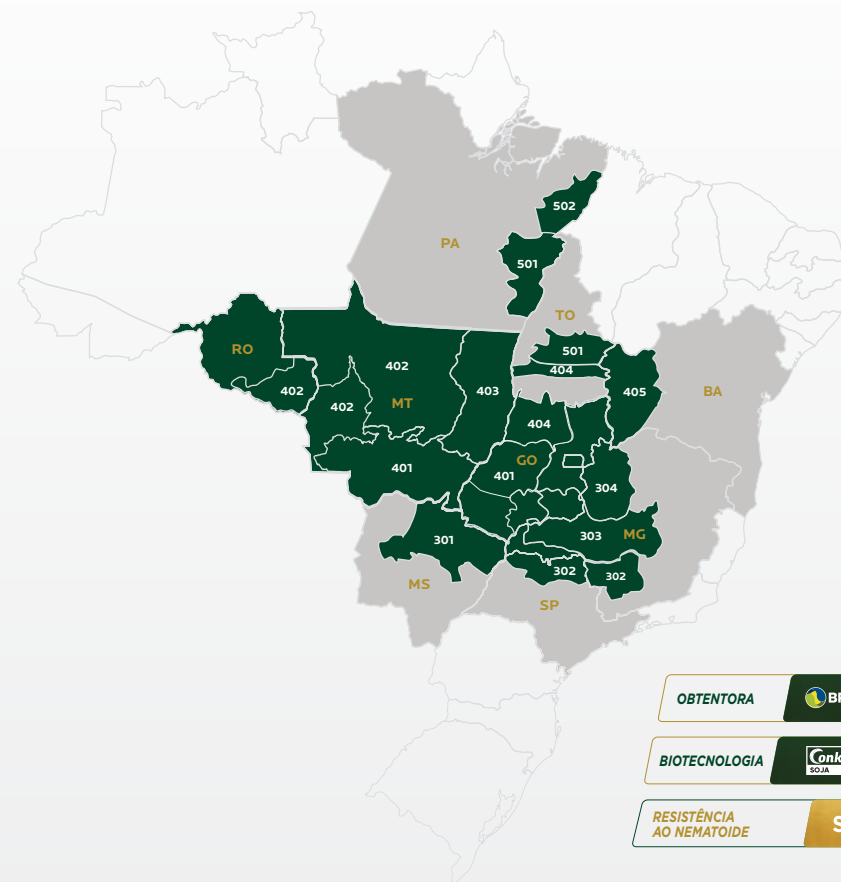 502
PA
501
TO
RO
501
402
404
402
403
405
BA
402
MT
404
GO
401
401
304
301
303
MG
302
302
MS
SP
OBTENTORA
BIOTECNOLOGIA
SOJA
RESISTÊNCIA
AO NEMATOIDE
S